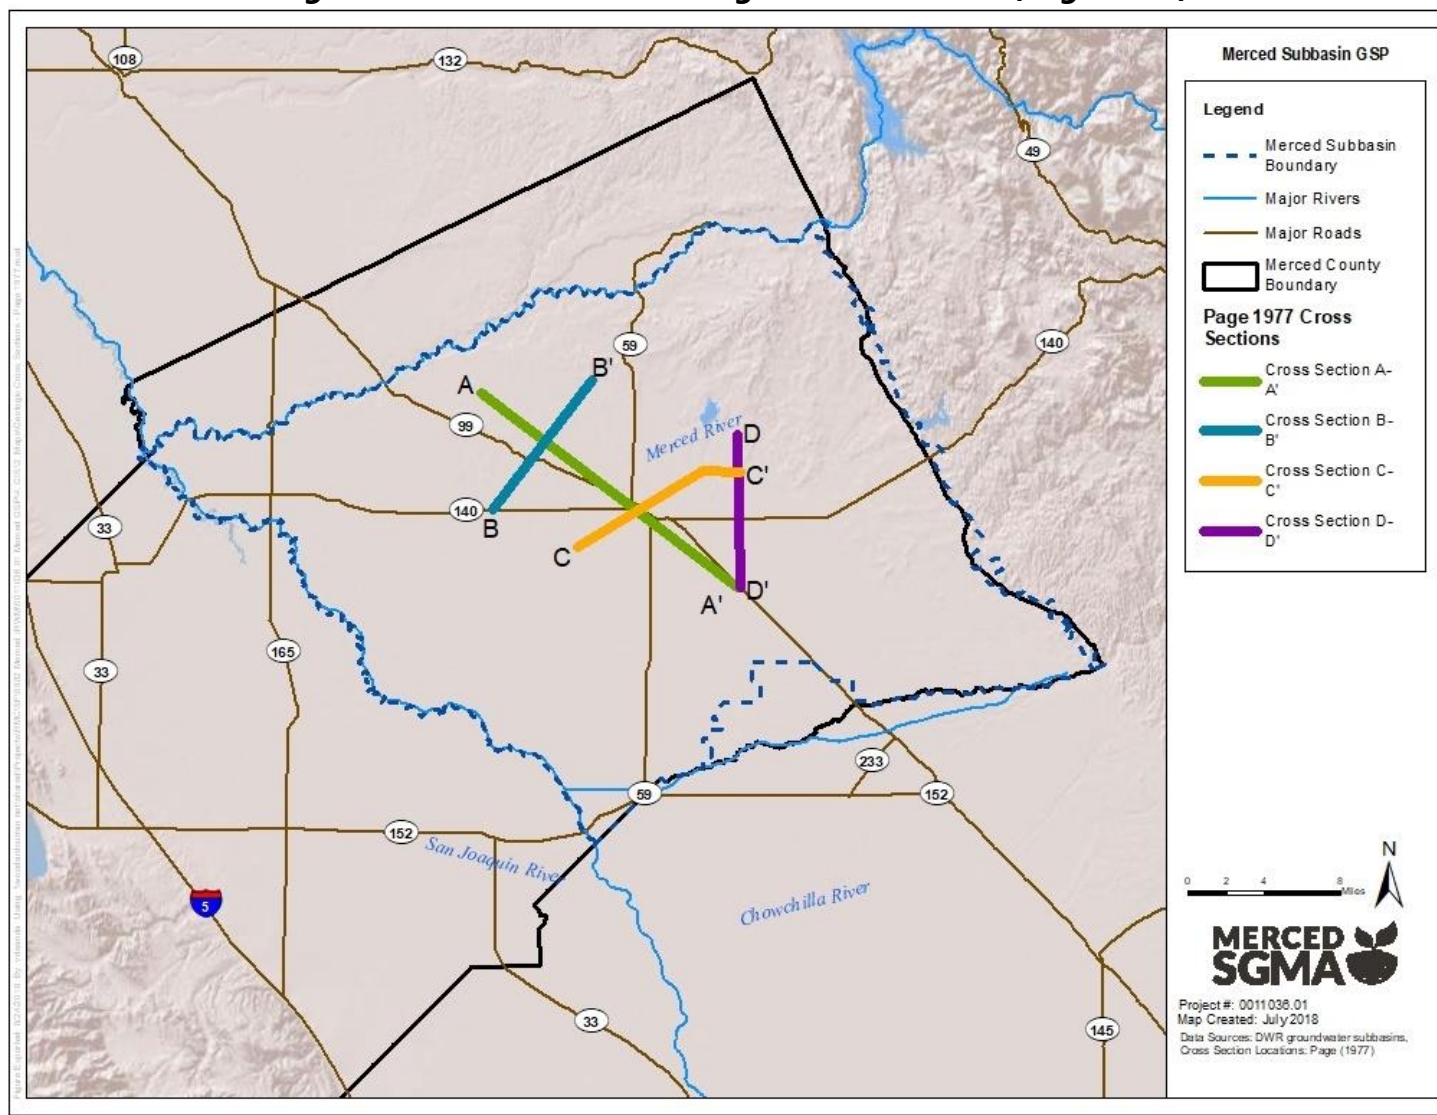 Merced Subbasin GSP
Legend
Merced Subbasin
Boundary
Major Rivers
Major Roads
Merced County
Boundary
Page 1977 Cross
Sections
Cross Section A-
A'
Cross Section B-
B'
Cross Section C-
C'
Cross Section D-
D'
108
132
49
59
140
A
B'
99
Merced River
D
C'
140
B
33
C
A'
D'
165
33
233
59
152
152
San Joaquin River
Chowchilla River
5
33
145
N
0 2 4 8
Miles
MERCED
SGMA
Project #: 0011036.01
Map Created: July 2018
Data Sources: DWR groundwater subbasins,
Cross Section Locations: Page (1977)